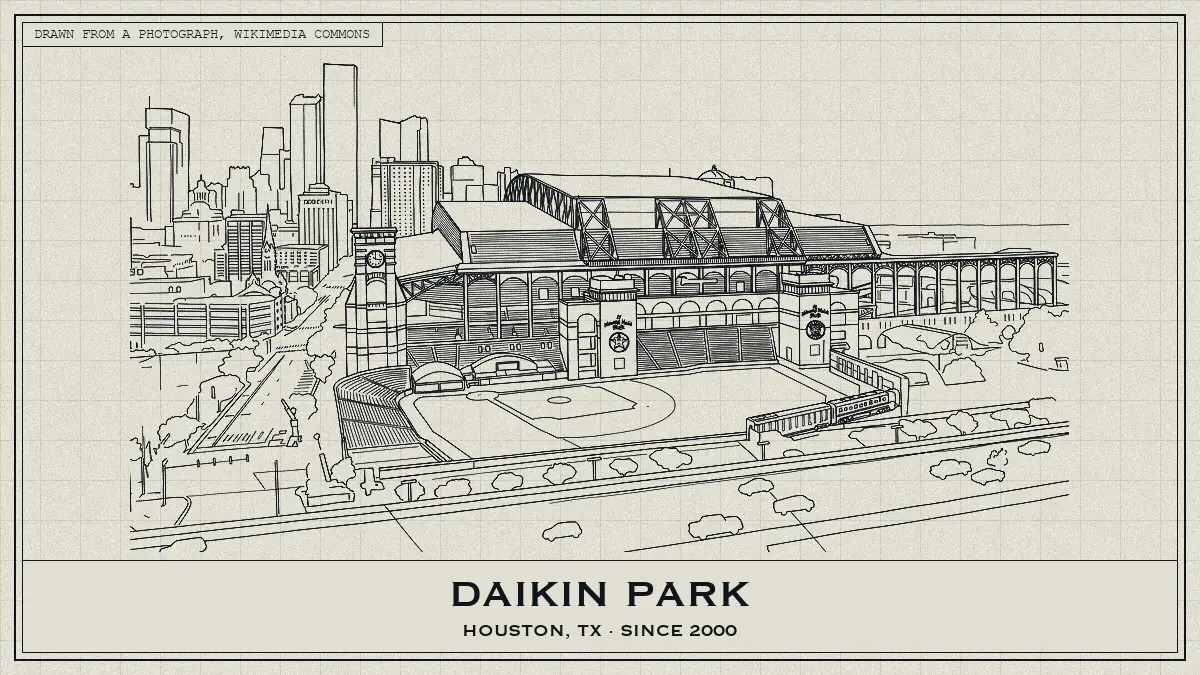 DRAWN FROM A PHOTOGRAPH, WIKIMEDIA COMMONS
DAIKIN PARK
HOUSTON, TX · SINCE 2000